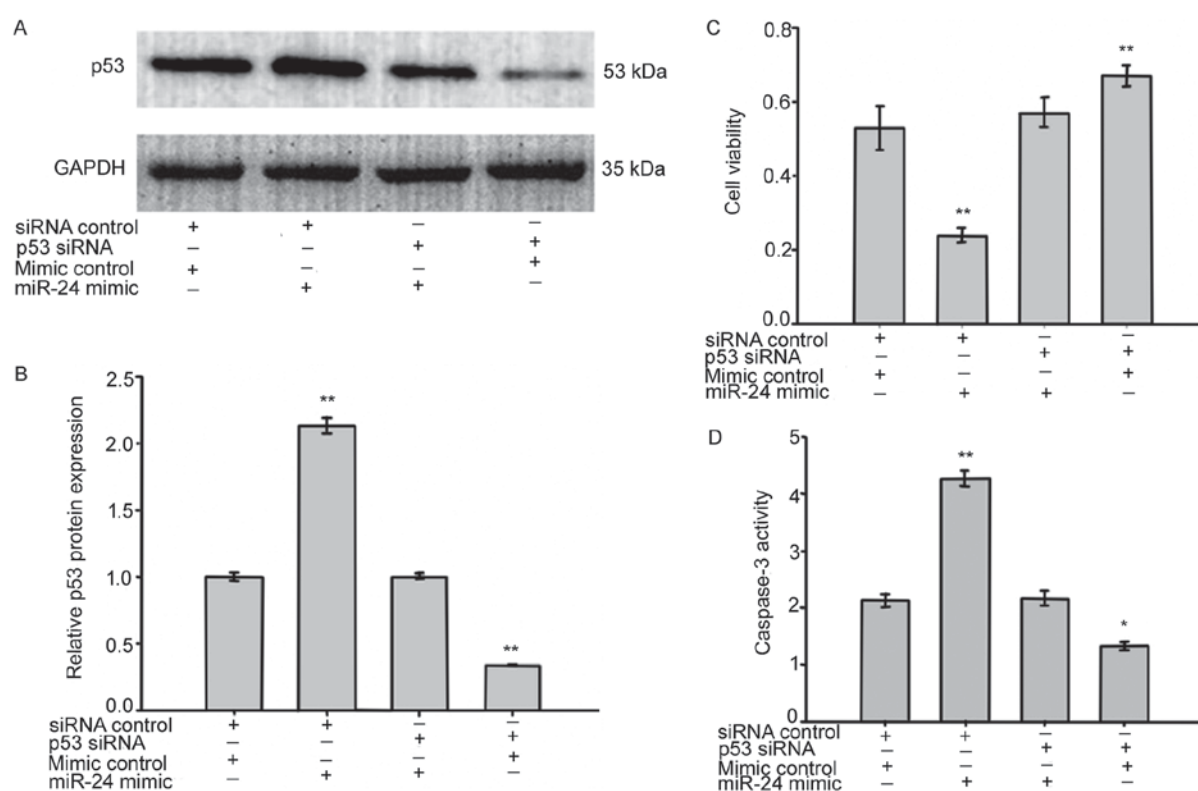 A
p53
53 kDa
GAPDH
35 kDa
siRNA control + + – –
p53 siRNA – – + +
Mimic control + – – +
miR-24 mimic – + + –
B
Relative p53 protein expression
2.5
2.0
1.5
1.0
0.5
0.0
**
**
siRNA control + + – –
p53 siRNA – – + +
Mimic control + – – +
miR-24 mimic – + + –
C
Cell viability
0.8
0.6
0.4
0.2
0.0
**
**
siRNA control + + – –
p53 siRNA – – + +
Mimic control + – – +
miR-24 mimic – + + –
D
Caspase-3 activity
5
4
3
2
1
0
**
*
siRNA control + + – –
p53 siRNA – – + +
Mimic control + – – +
miR-24 mimic – + + –